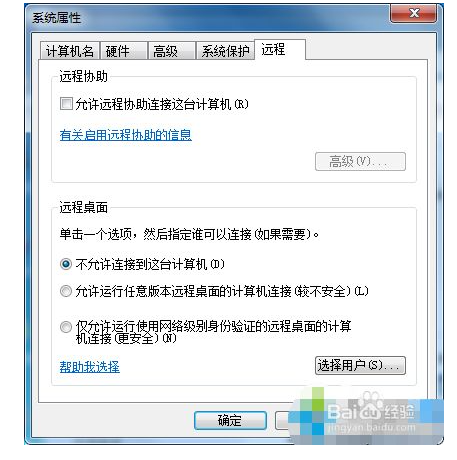 系统属性
计算机名 硬件 高级 系统保护 远程
远程协助
允许远程协助连接这台计算机(R)
有关启用远程协助的信息
高级(V)...
远程桌面
单击一个选项，然后指定谁可以连接(如果需要)。
不允许连接到这台计算机(D)
允许运行任意版本远程桌面的计算机连接(较不安全)(L)
仅允许运行使用网络级别身份验证的远程桌面的计算
机连接(更安全)(N)
帮助我选择
选择用户(S)...
确定
Baidu 经验
jingyan.baidu.com